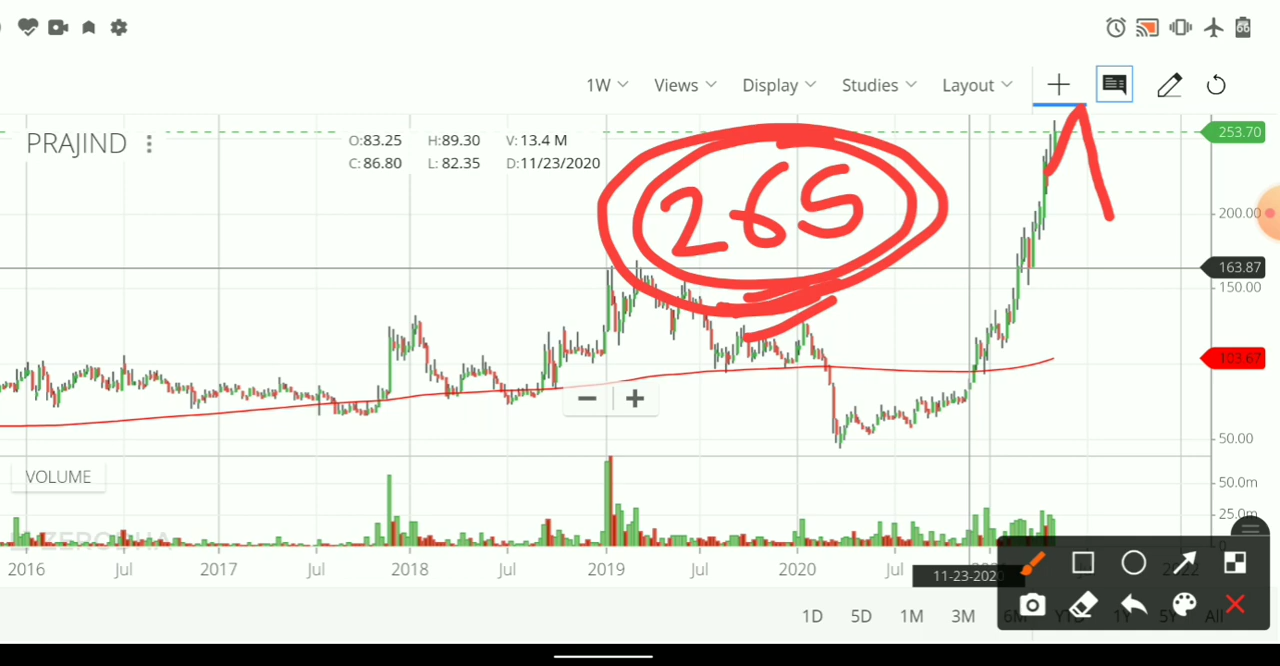 66
1W Views Display Studies Layout
PRAJIND O:83.25 H:89.30 V:13.4 M
C:86.80 L:82.35 D:11/23/2020
253.70
265
200.00
163.87
150.00
103.67
50.00
VOLUME
50.0m
25.0m
ZERODHA
2016 Jul 2017 Jul 2018 Jul 2019 Jul 2020 Jul 2022
11-23-2020
1D 5D 1M 3M 6M YTD 1Y 5Y All